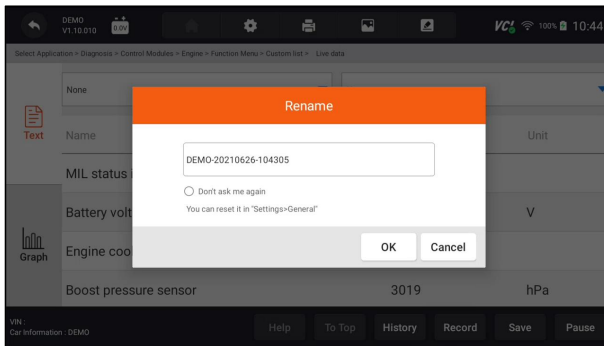 DEMO
V1.10.010
0.0V
VCI
100%
10:44
Select Application > Diagnosis > Control Modules > Engine > Function Menu > Custom list > Live data
None
Rename
Text
Name
Unit
DEMO-20210626-104305
MIL status
Don't ask me again
You can reset it in "Settings>General"
Battery volt
V
Graph
Engine coo
OK
Cancel
Boost pressure sensor
3019
hPa
VIN :
Car Information : DEMO
Help
To Top
History
Record
Save
Pause